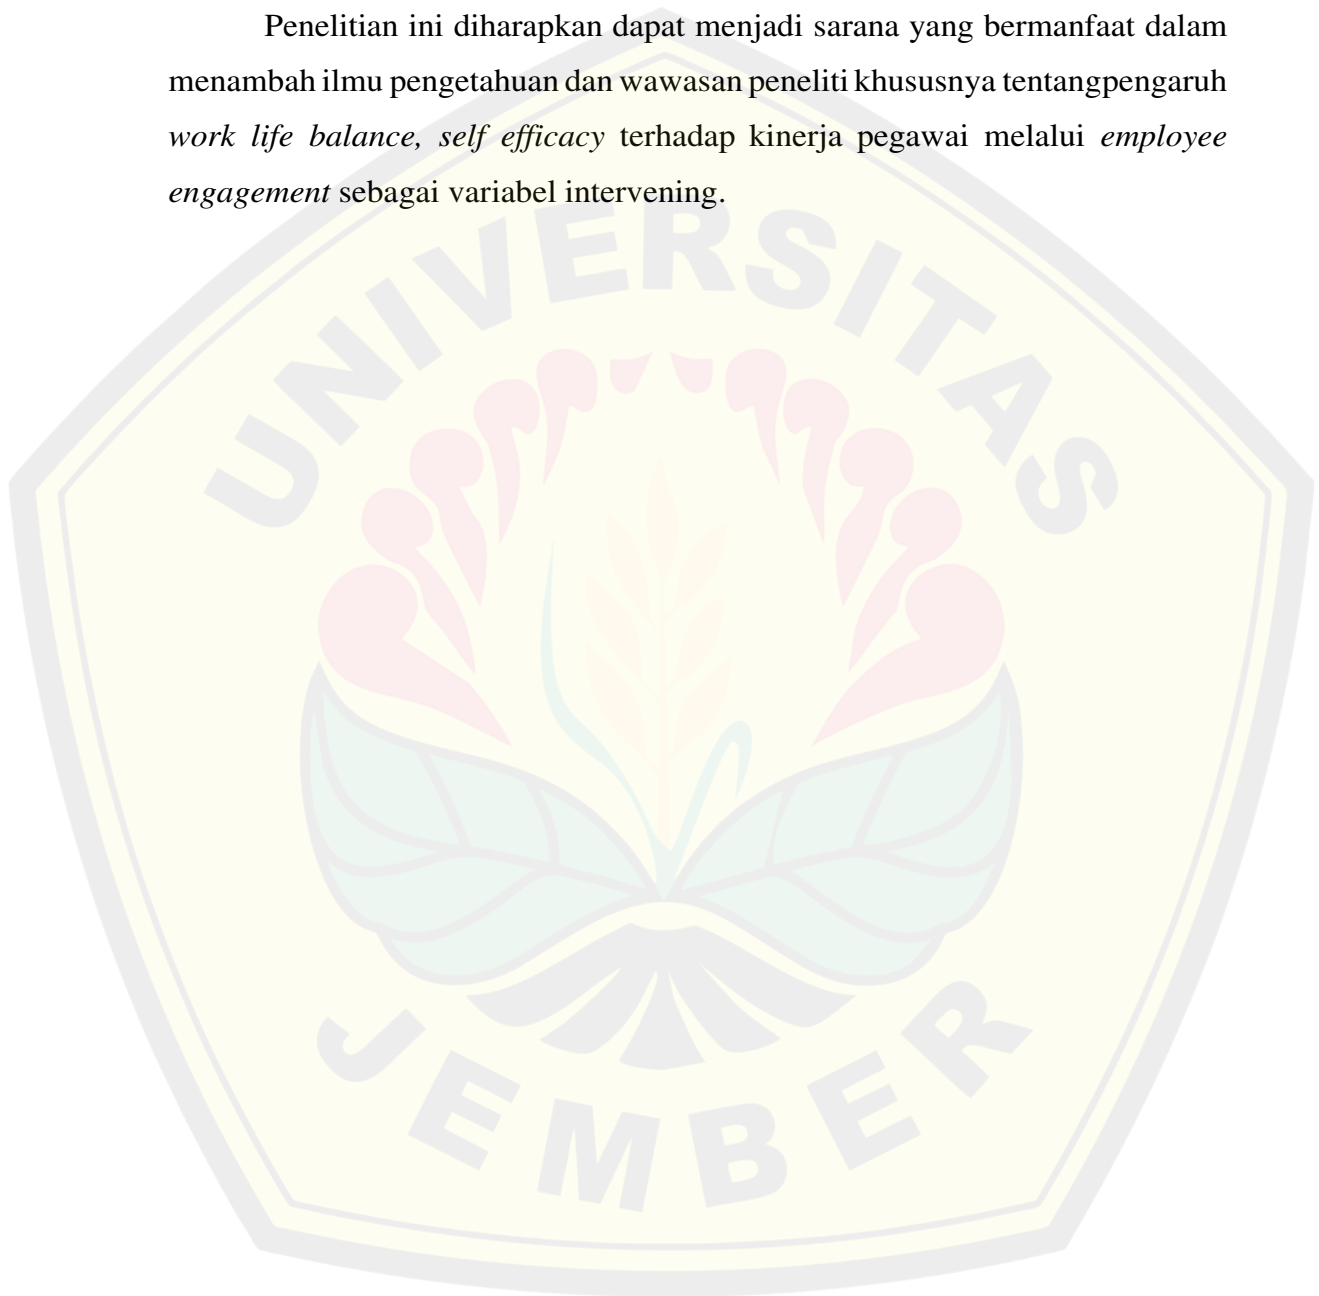 Penelitian ini diharapkan dapat menjadi sarana yang bermanfaat dalam
menambah ilmu pengetahuan dan wawasan peneliti khususnya tentangpengaruh
work life balance, self efficacy terhadap kinerja pegawai melalui employee
engagement sebagai variabel intervening.
UNIVERSITAS
JEMBER